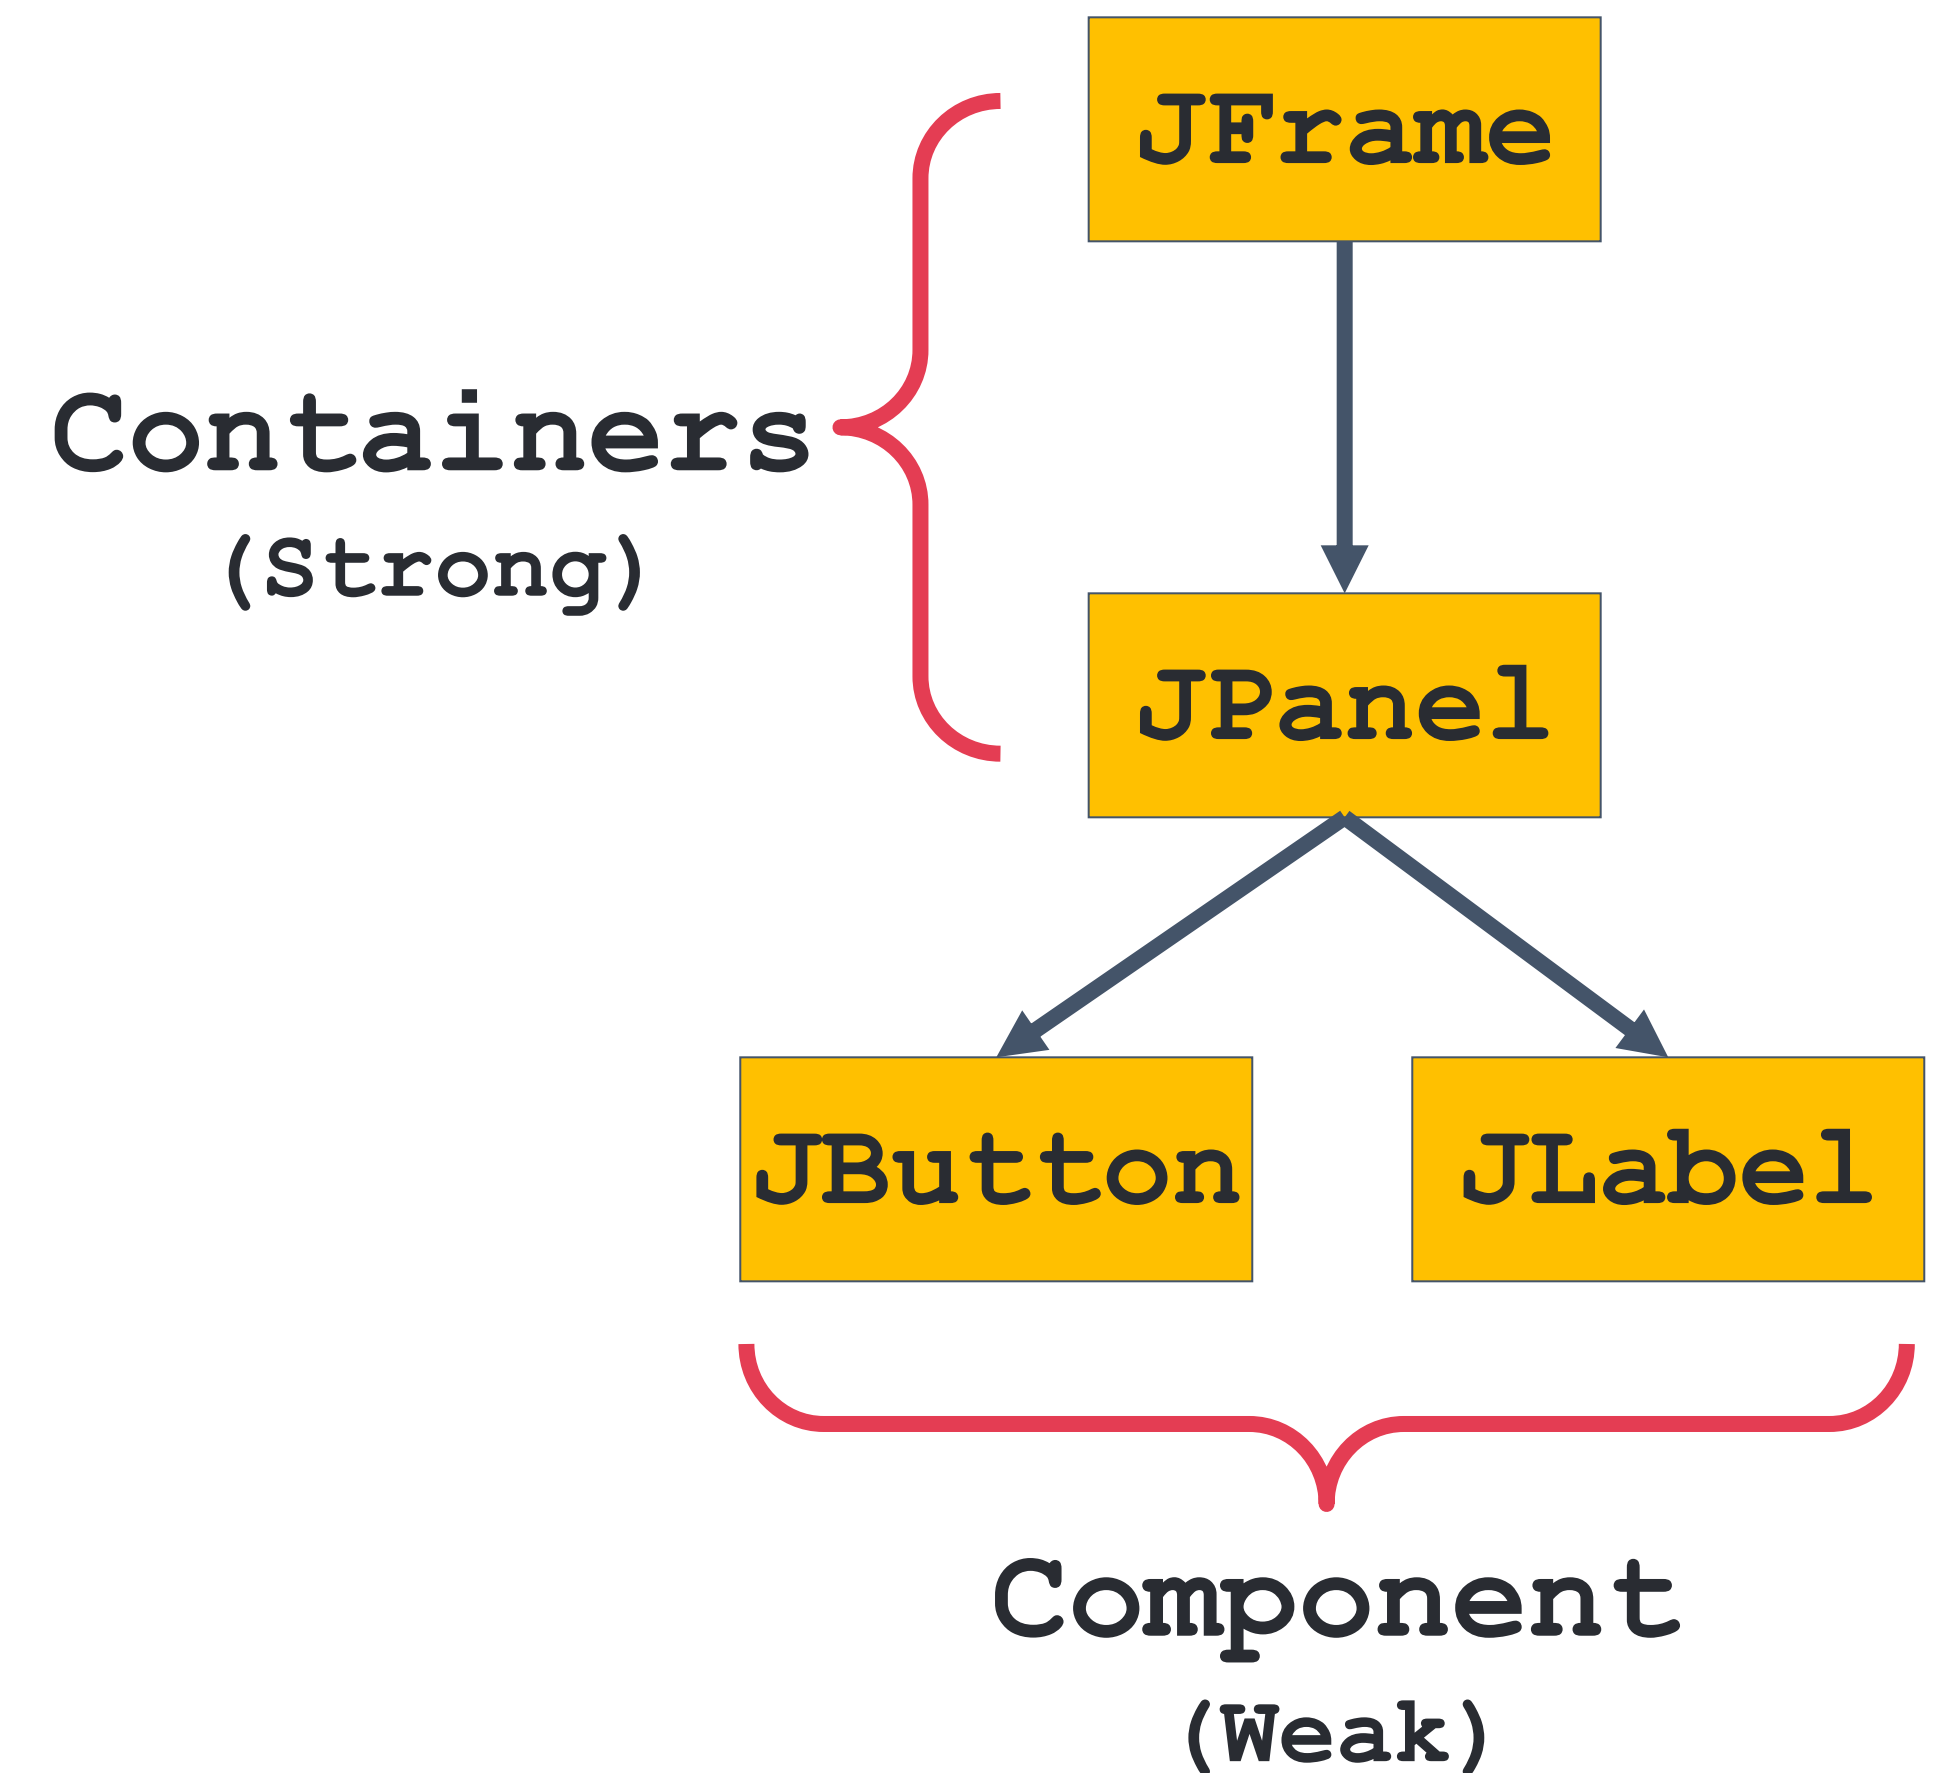 JFrame
Containers
(Strong)
JPanel
JButton
JLabel
Component
(Weak)